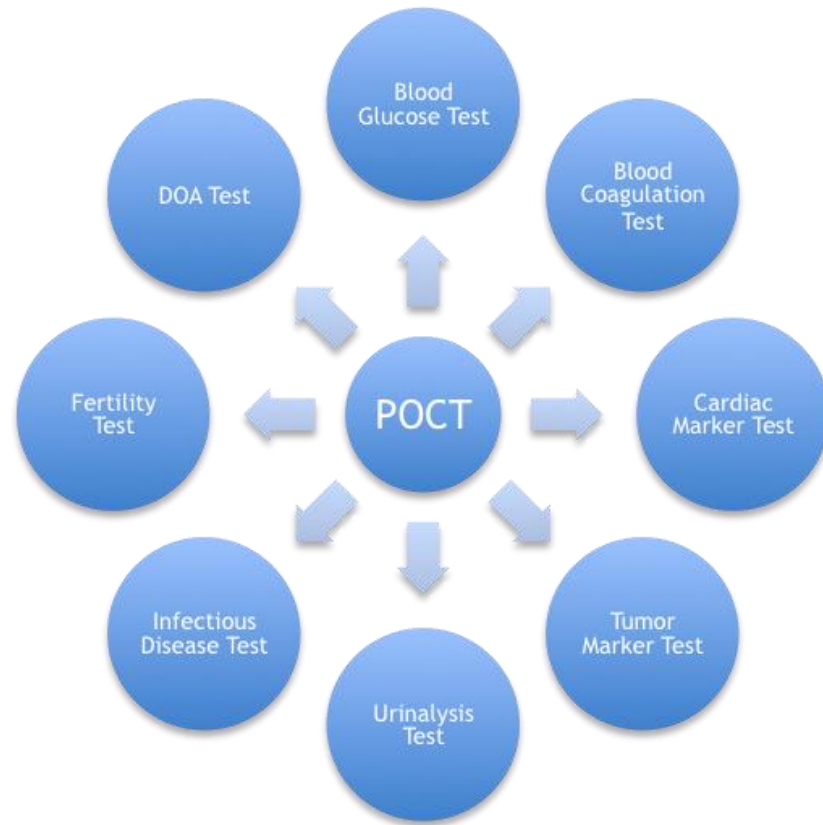 Blood
Glucose Test
Blood
Coagulation
Test
Cardiac
Marker Test
Tumor
Marker Test
Urinalysis
Test
Infectious
Disease Test
Fertility
Test
DOA Test
POCT